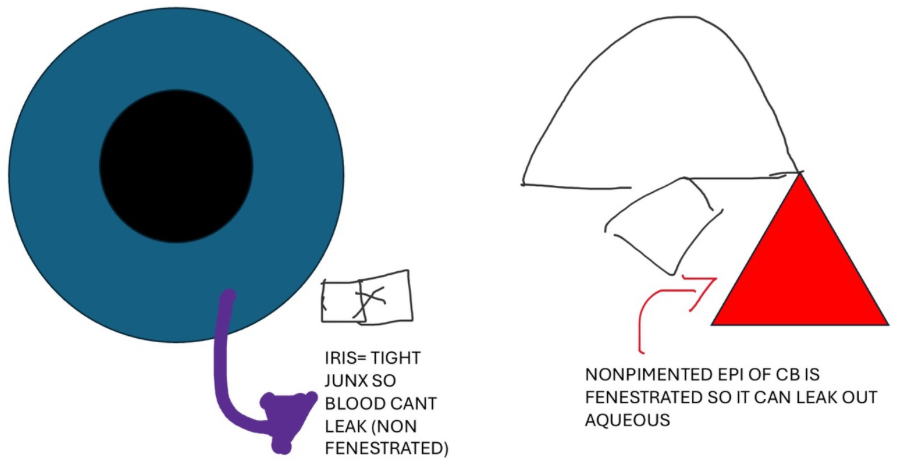 IRIS= TIGHT
JUNX SO
BLOOD CANT
LEAK (NON
FENESTRATED)
NONPIMENTED EPI OF CB IS
FENESTRATED SO IT CAN LEAK OUT
AQUEOUS